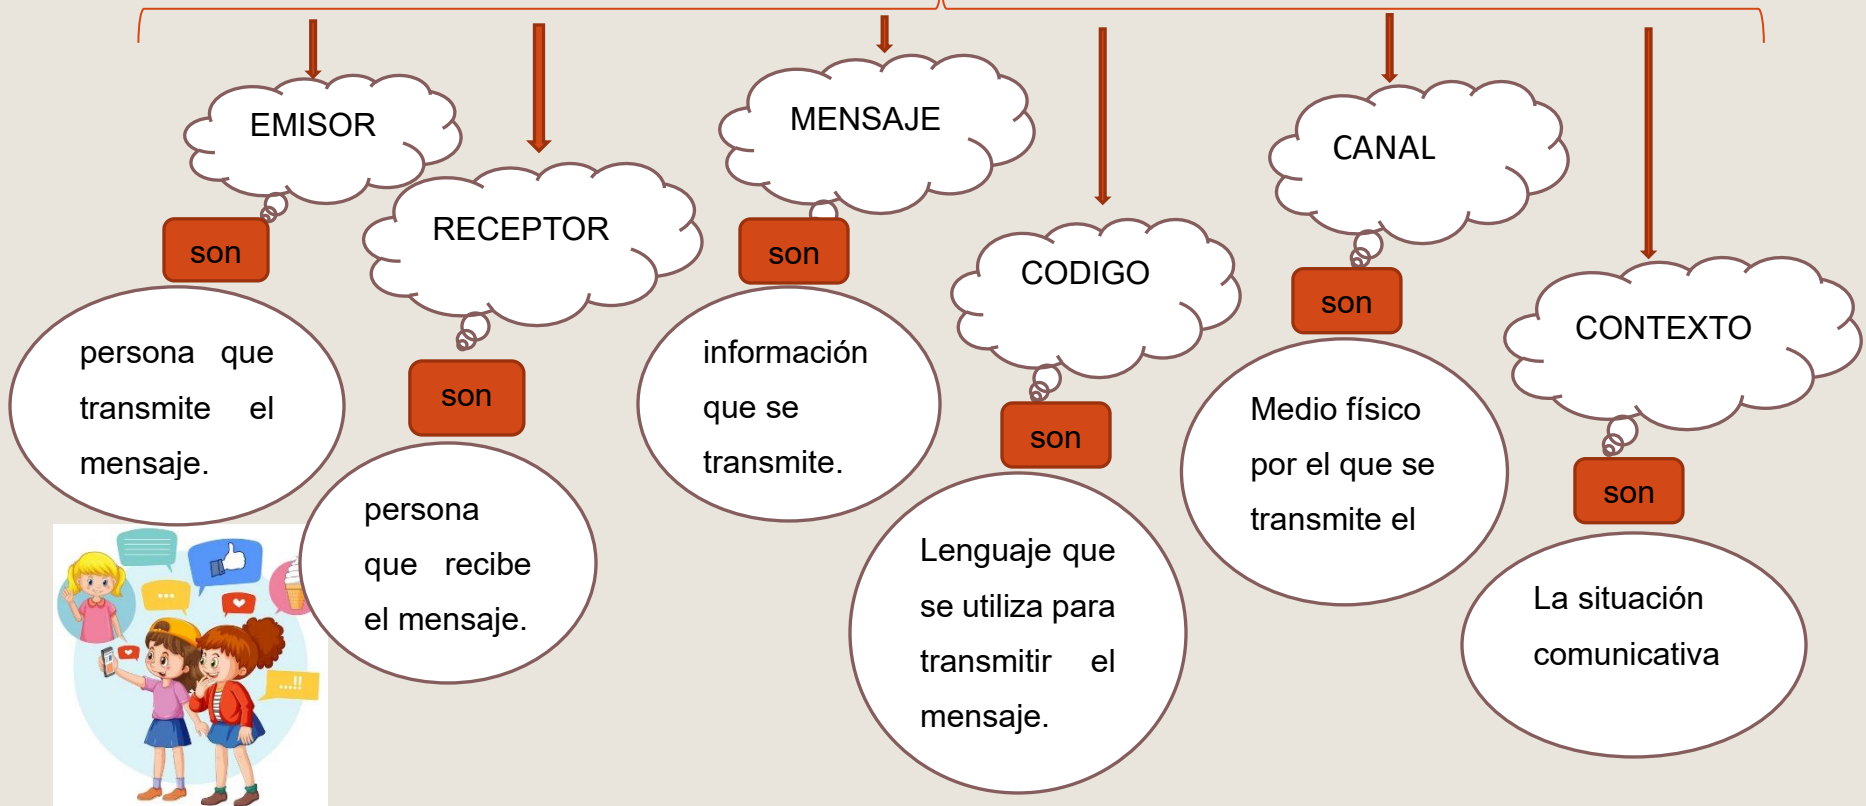 EMISOR
son
persona que
transmite el
mensaje.
RECEPTOR
son
persona
que recibe
el mensaje.
MENSAJE
son
información
que se
transmite.
CODIGO
son
Lenguaje que
se utiliza para
transmitir el
mensaje.
CANAL
son
Medio físico
por el que se
transmite el
CONTEXTO
son
La situación
comunicativa
...
...!!